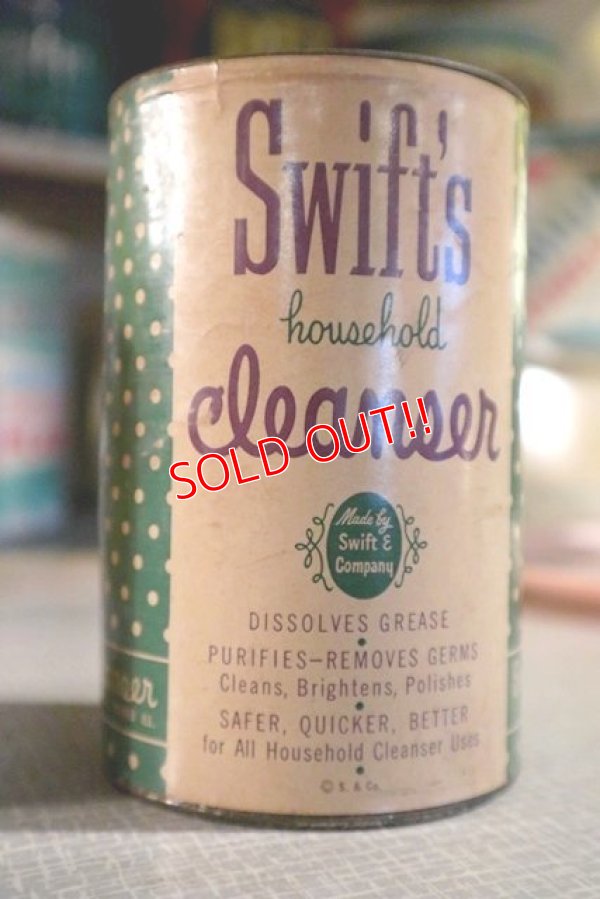 Swift's
household
cleanser
SOLD OUT!!
Made by
Swift &
Company
DISSOLVES GREASE
PURIFIES—REMOVES GERMS
Cleans, Brightens, Polishes
SAFER, QUICKER, BETTER
for All Household Cleanser Uses
© S. & Co.